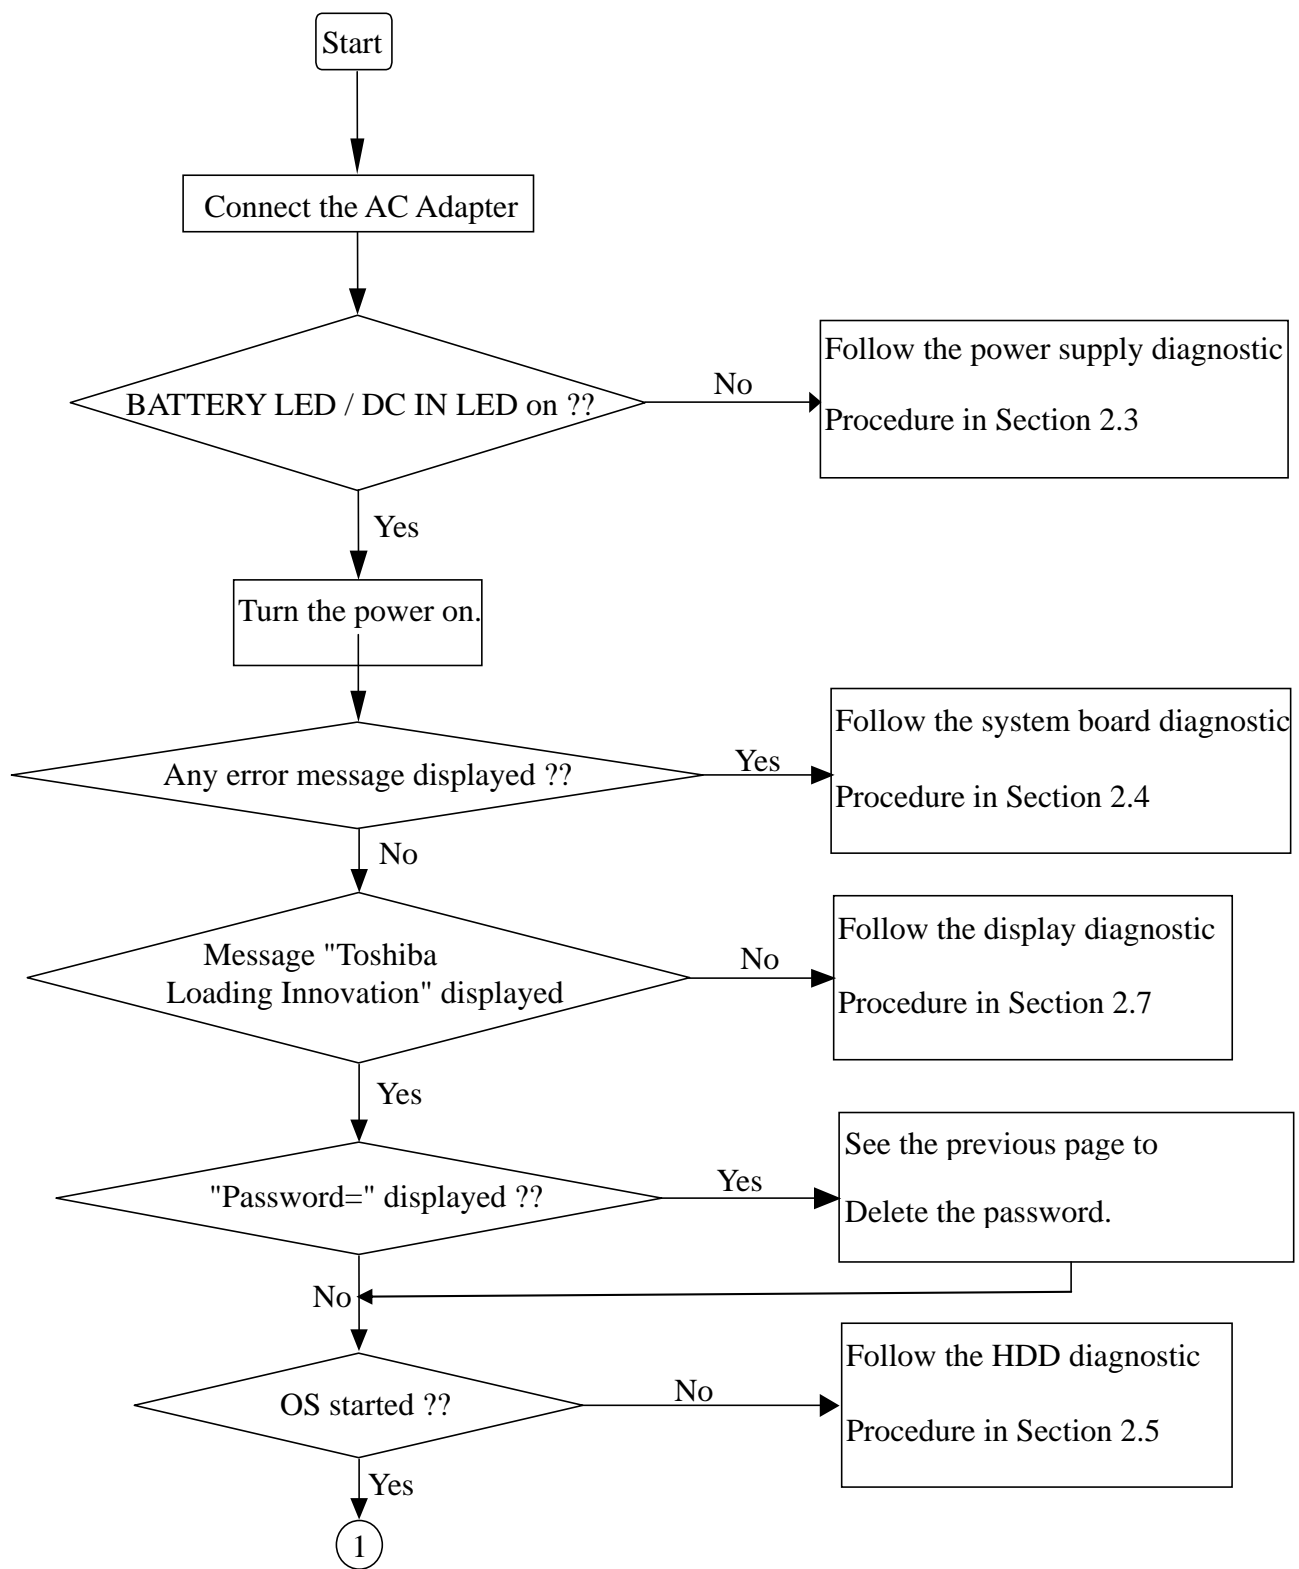 Start
Connect the AC Adapter
BATTERY LED / DC IN LED on ??
No
Follow the power supply diagnostic
Procedure in Section 2.3
Yes
Turn the power on.
Any error message displayed ??
Yes
Follow the system board diagnostic
Procedure in Section 2.4
No
Message "Toshiba
Loading Innovation" displayed
No
Follow the display diagnostic
Procedure in Section 2.7
Yes
"Password=" displayed ??
Yes
See the previous page to
Delete the password.
No
OS started ??
No
Follow the HDD diagnostic
Procedure in Section 2.5
Yes
1